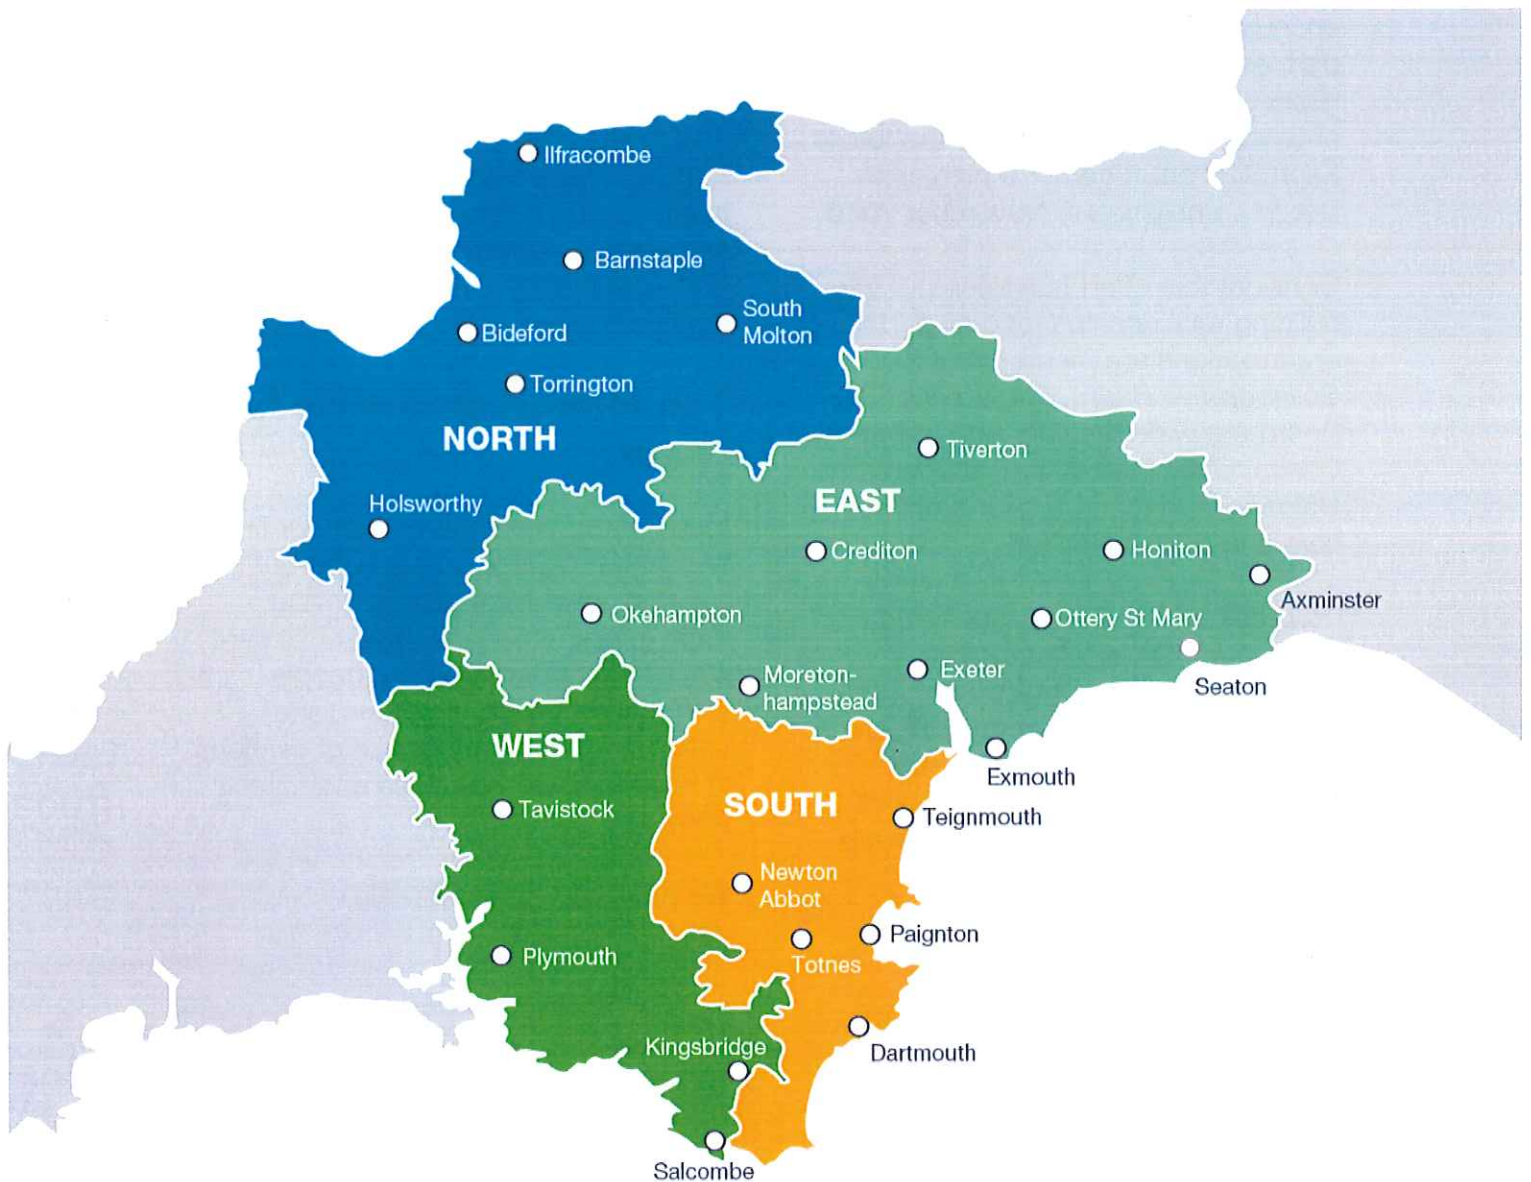 Ilfracombe
Barnstaple
South
Molton
Bideford
Torrington
NORTH
Holsworthy
Tiverton
EAST
Crediton
Honiton
Axminster
Okehampton
Ottery St Mary
Moreton-
hampstead
Exeter
Seaton
WEST
Exmouth
Tavistock
SOUTH
Teignmouth
Newton
Abbot
Paignton
Plymouth
Totnes
Kingsbridge
Dartmouth
Salcombe